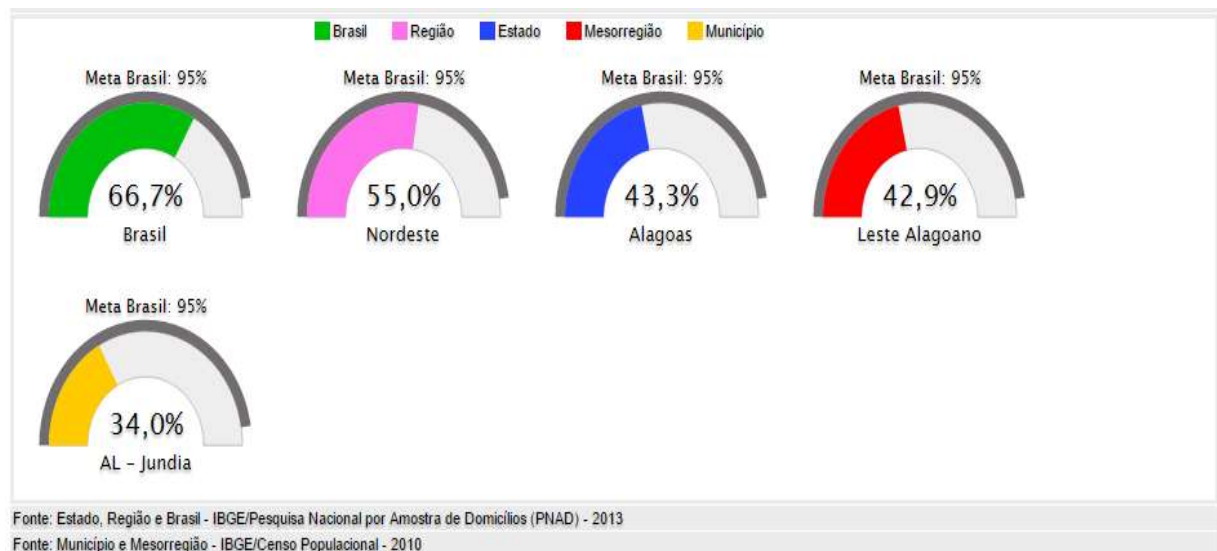 Brasil Região Estado Mesorregião Município
Meta Brasil: 95% Meta Brasil: 95% Meta Brasil: 95% Meta Brasil: 95%
66,7% 55,0% 43,3% 42,9%
Brasil Nordeste Alagoas Leste Alagoano
Meta Brasil: 95%
34,0%
AL - Jundia
Fonte: Estado, Região e Brasil - IBGE/Pesquisa Nacional por Amostra de Domicílios (PNAD) - 2013
Fonte: Município e Mesorregião - IBGE/Censo Populacional - 2010